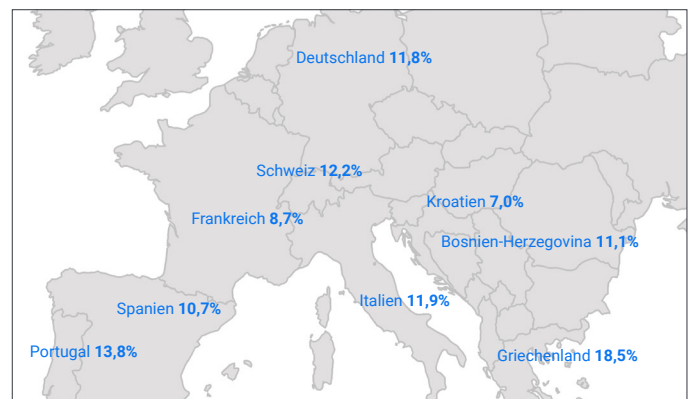 Deutschland 11,8%
Schweiz 12,2%
Kroatien 7,0%
Frankreich 8,7%
Bosnien-Herzegovina 11,1%
Italien 11,9%
Spanien 10,7%
Portugal 13,8%
Griechenland 18,5%